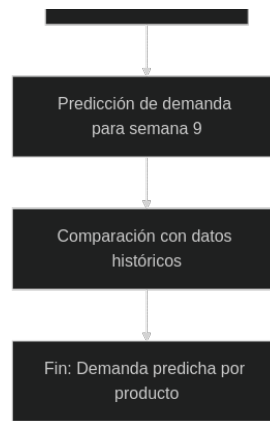 Predicción de demanda
para semana 9
Comparación con datos
históricos
Fin: Demanda predicha por
producto